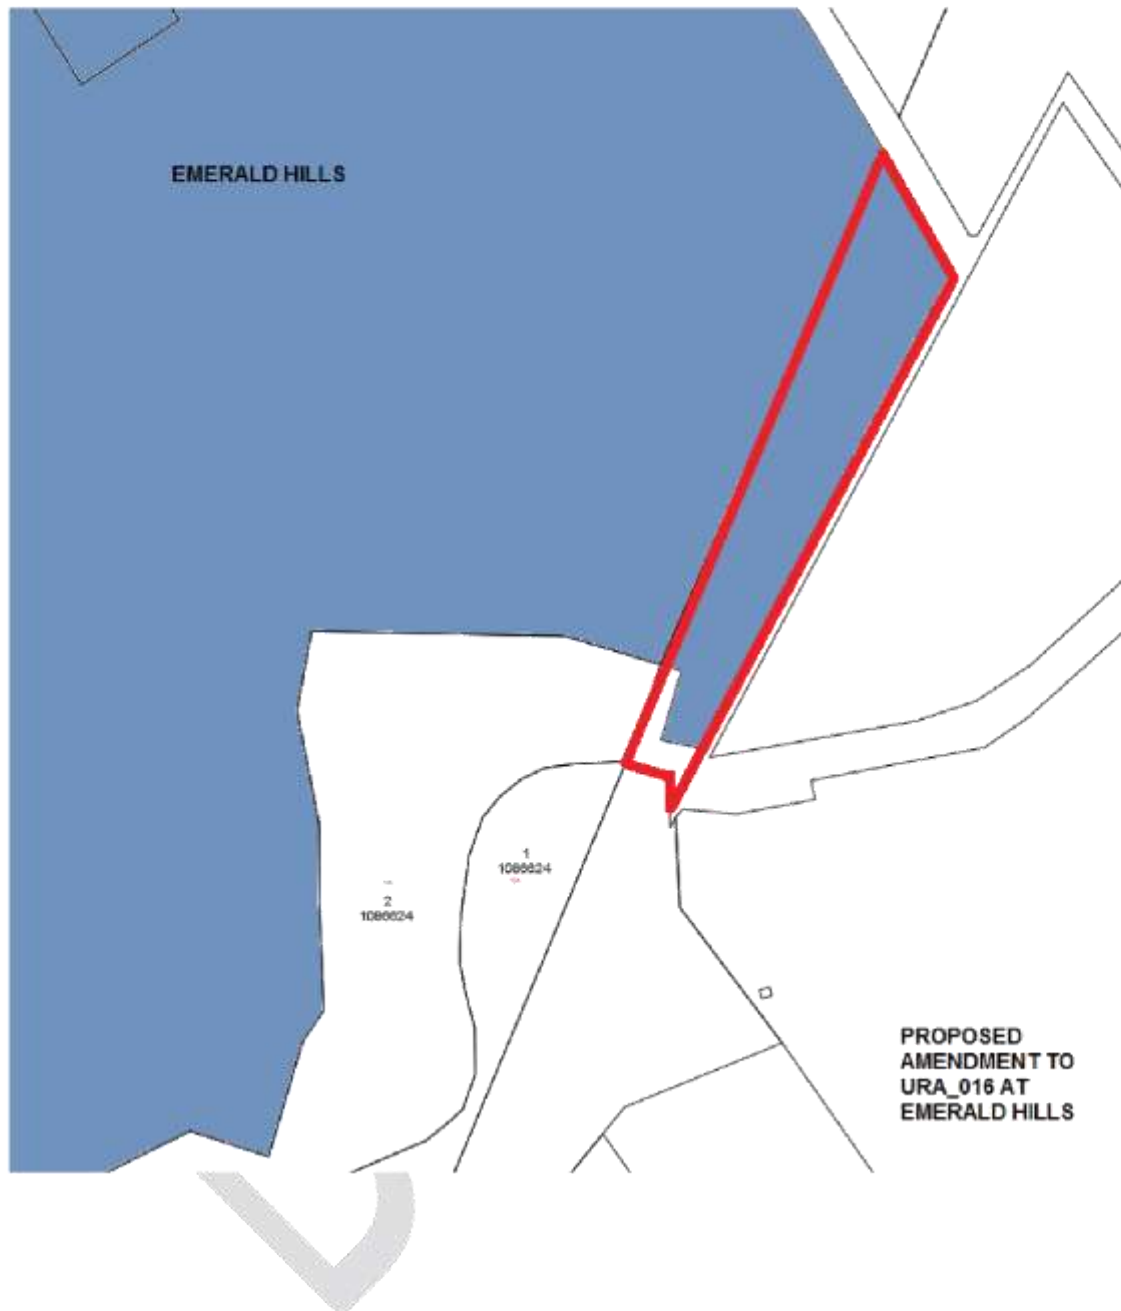 EMERALD HILLS
1
1086624
2
1086624
PROPOSED
AMENDMENT TO
URA_016 AT
EMERALD HILLS